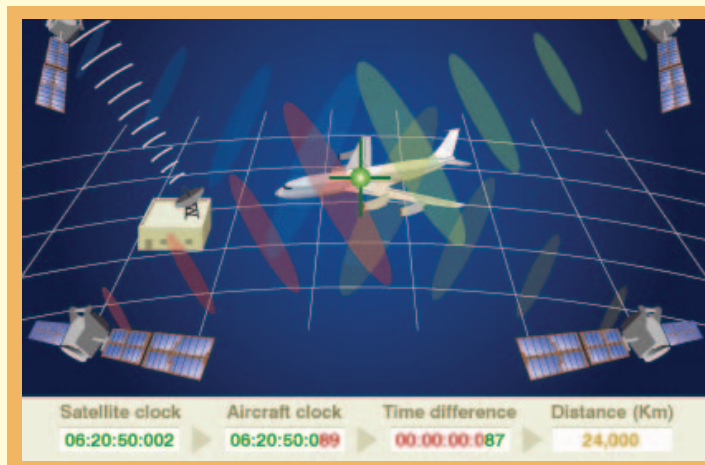 Satellite clock Aircraft clock Time difference Distance (Km)
06:20:50:002 06:20:50:089 00:00:00:087 24,000